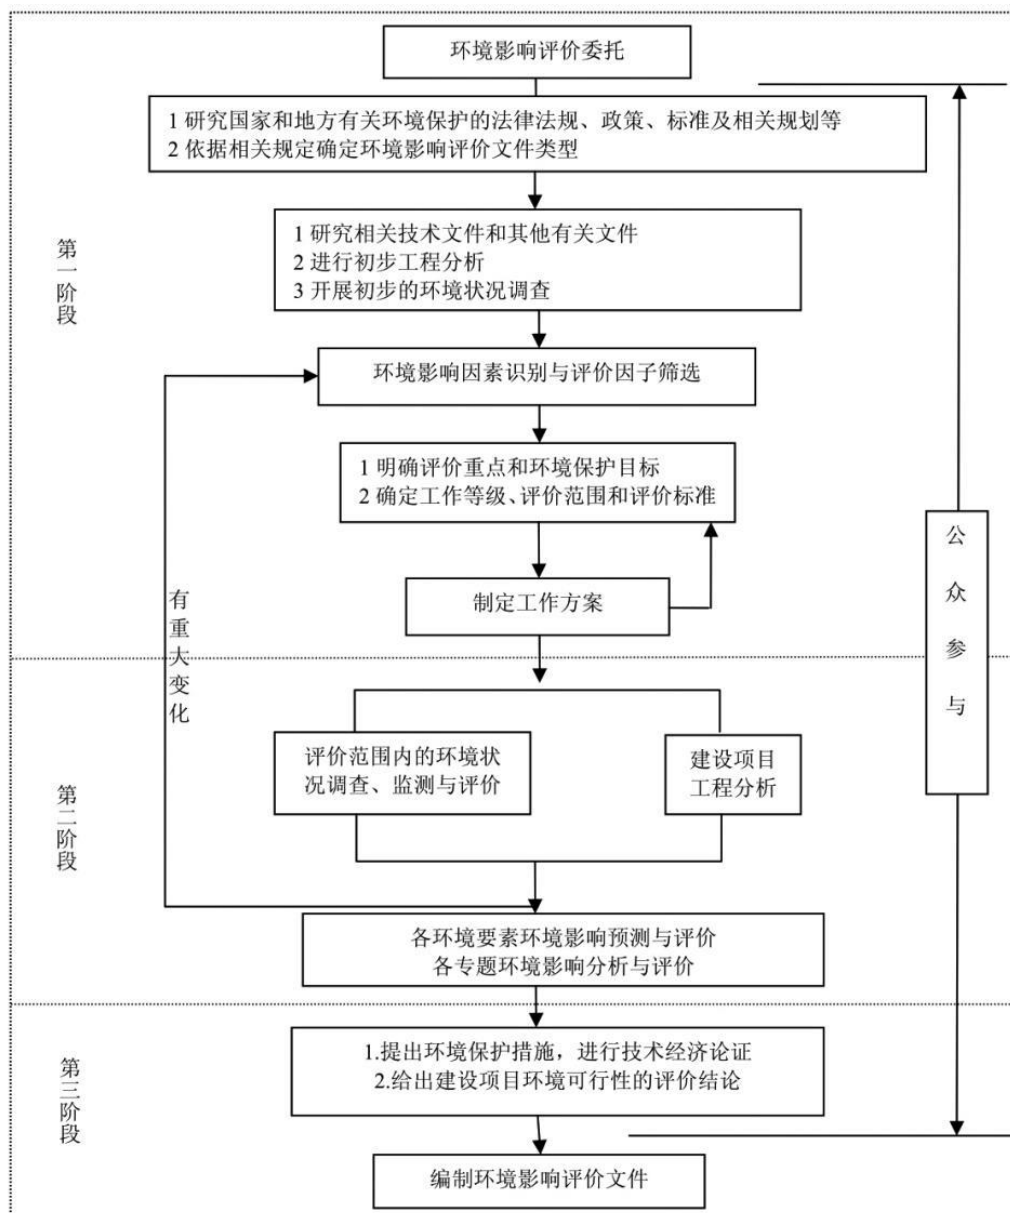 环境影响评价委托
1 研究国家和地方有关环境保护的法律法规、政策、标准及相关规划等
2 依据相关规定确定环境影响评价文件类型
1 研究相关技术文件和其他有关文件
2 进行初步工程分析
3 开展初步的环境状况调查
第一阶段
环境影响因素识别与评价因子筛选
1 明确评价重点和环境保护目标
2 确定工作等级、评价范围和评价标准
制定工作方案
有重大变化
公众参与
评价范围内的环境状
况调查、监测与评价
建设项目
工程分析
第二阶段
各环境要素环境影响预测与评价
各专题环境影响分析与评价
第三阶段
1.提出环境保护措施，进行技术经济论证
2.给出建设项目环境可行性的评价结论
编制环境影响评价文件